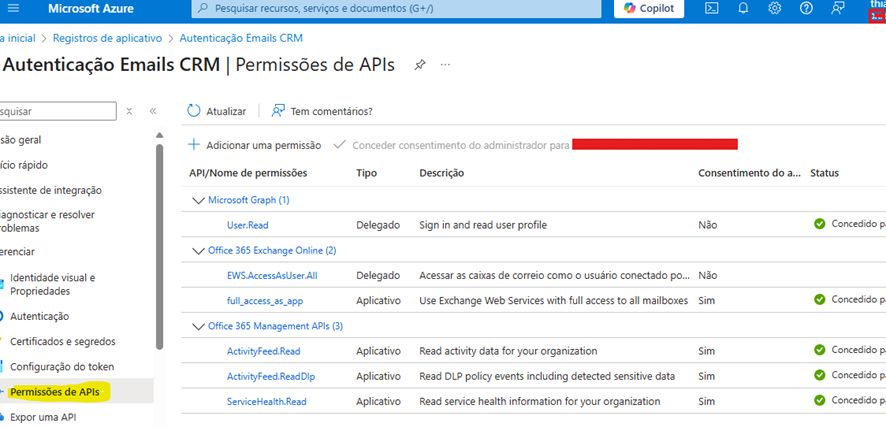 Microsoft Azure
Pesquisar recursos, serviços e documentos (G+/)
Copilot
a inicial > Registros de aplicativo > Autenticação Emails CRM >
Autenticação Emails CRM | Permissões de APIs ...
squisar
Atualizar
Tem comentários?
são geral
ício rápido
ssistente de integração
agnosticar e resolver
roblemas
erenciar
Identidade visual e
Propriedades
Autenticação
Certificados e segredos
Configuração do token
Permissões de APIs
Expor uma API
Adicionar uma permissão
Conceder consentimento do administrador para
API/Nome de permissões Tipo Descrição Consentimento do a... Status
Microsoft Graph (1)
User.Read Delegado Sign in and read user profile Não Concedido pa
Office 365 Exchange Online (2)
EWS.AccessAsUser.All Delegado Acessar as caixas de correio como o usuário conectado po... Não
full_access_as_app Aplicativo Use Exchange Web Services with full access to all mailboxes Sim Concedido pa
Office 365 Management APIs (3)
ActivityFeed.Read Aplicativo Read activity data for your organization Sim Concedido pa
ActivityFeed.ReadDlp Aplicativo Read DLP policy events including detected sensitive data Sim Concedido pa
ServiceHealth.Read Aplicativo Read service health information for your organization Sim Concedido pa